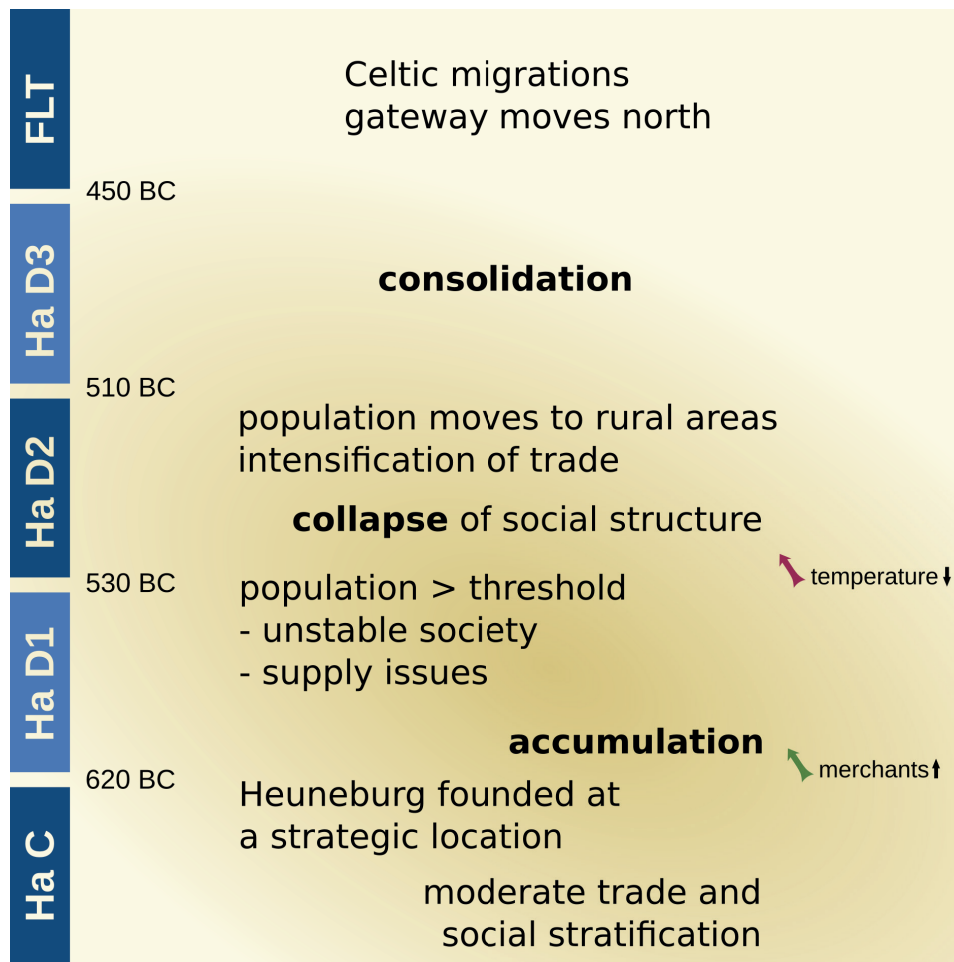 FLT
Celtic migrations
gateway moves north
450 BC
Ha D3
consolidation
510 BC
Ha D2
population moves to rural areas
intensification of trade
collapse of social structure
temperature
530 BC
population > threshold
- unstable society
- supply issues
Ha D1
accumulation
merchants
620 BC
Heuneburg founded at
a strategic location
Ha C
moderate trade and
social stratification